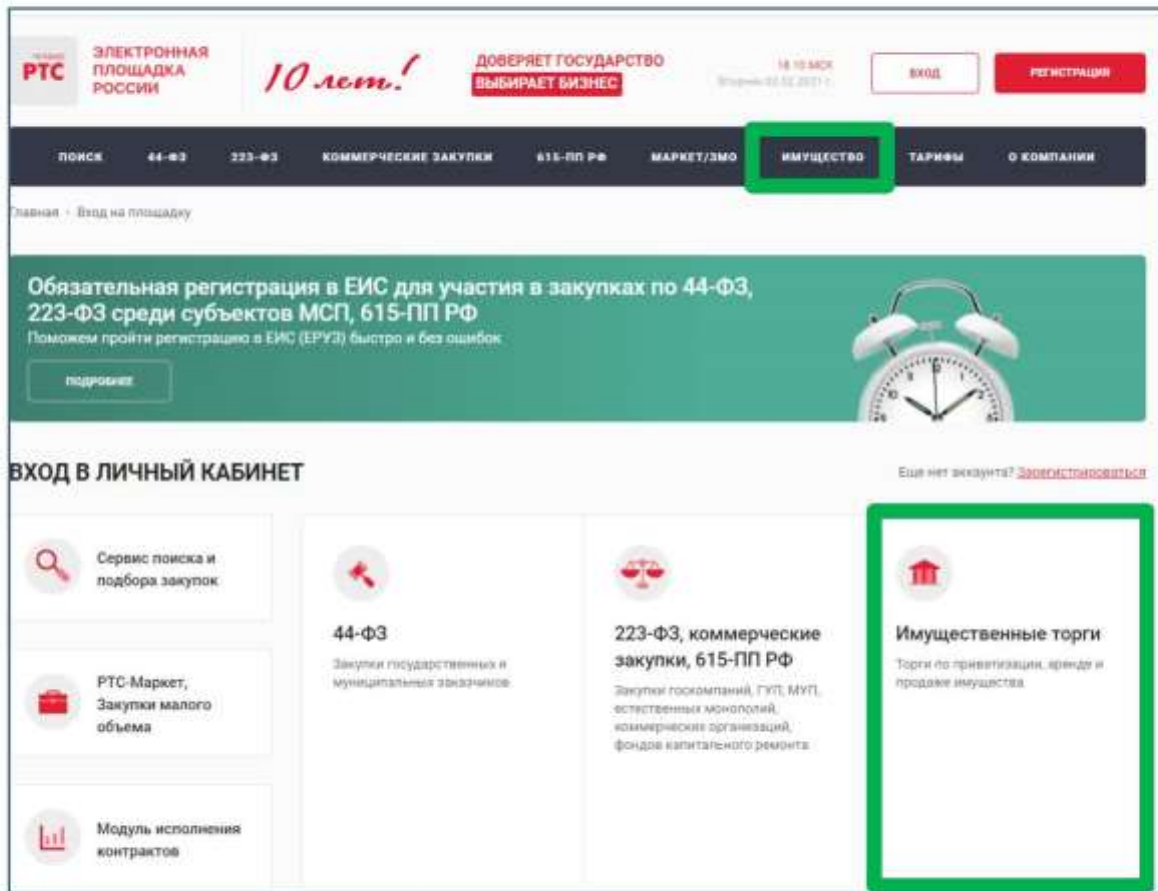 РТС
ЭЛЕКТРОННАЯ
ПЛОЩАДКА
РОССИИ
10 лет!
ДОВЕРЯЕТ ГОСУДАРСТВО
ВЫБИРАЕТ БИЗНЕС
ВХОД
РЕГИСТРАЦИЯ
ПОИСК 44-ФЗ 223-ФЗ КОММЕРЧЕСКИЕ ЗАКУПКИ 615-ПП РФ МАРКЕТ/ЗМО ИМУЩЕСТВО ТАРИФЫ О КОМПАНИИ
Главная · Вход на площадку
Обязательная регистрация в ЕИС для участия в закупках по 44-ФЗ,
223-ФЗ среди субъектов МСП, 615-ПП РФ
Поможем пройти регистрацию в ЕИС (ЕРУЗ) быстро и без ошибок
ПОДРОБНЕЕ
ВХОД В ЛИЧНЫЙ КАБИНЕТ
Еще нет аккаунта? Зарегистрироваться
Сервис поиска и
подбора закупок
РТС-Маркет,
Закупки малого
объема
Модуль исполнения
контрактов
44-ФЗ
Закупки государственных и
муниципальных заказчиков
223-ФЗ, коммерческие
закупки, 615-ПП РФ
Закупки госкомпаний, ГУП, МУП,
естественных монополий,
коммерческих организаций,
фондов капитального ремонта
Имущественные торги
Торги по приватизации, аренде и
продаже имущества